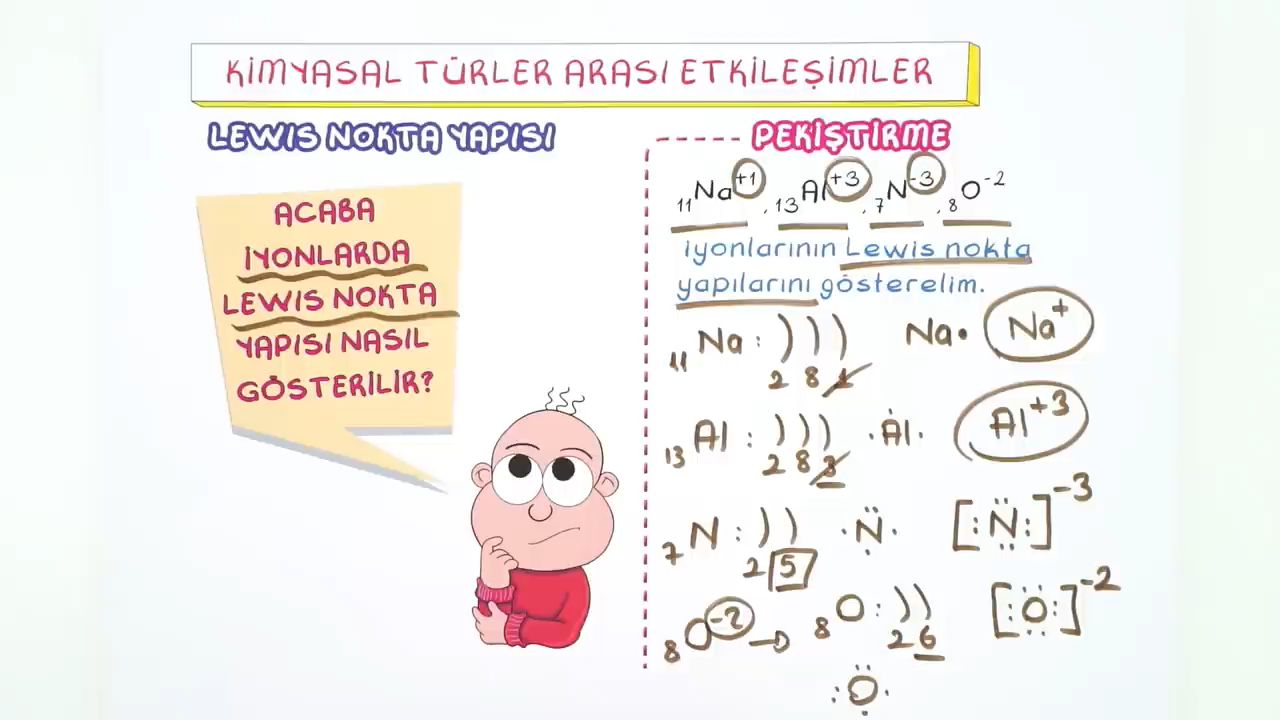 KİMYASAL TÜRLER ARASI ETKİLEŞİMLER
LEWIS NOKTA YAPISI
ACABA
İYONLARDA
LEWIS NOKTA
YAPISI NASIL
GÖSTERİLİR?
PEKİŞTİRME
₁₁Na⁺¹, ₁₃Al⁺³, ₇N⁻³, ₈O⁻²
iyonlarının Lewis nokta
yapılarını gösterelim.
₁₁Na : ) ) ) Na• Na⁺
2 8 1
₁₃Al : ) ) ) ·Al· Al⁺³
2 8 3
₇N : ) ) ·N· [:N:]⁻³
2 5
₈O⁻² → ₈O : ) ) [:O:]⁻²
2 6
:O·